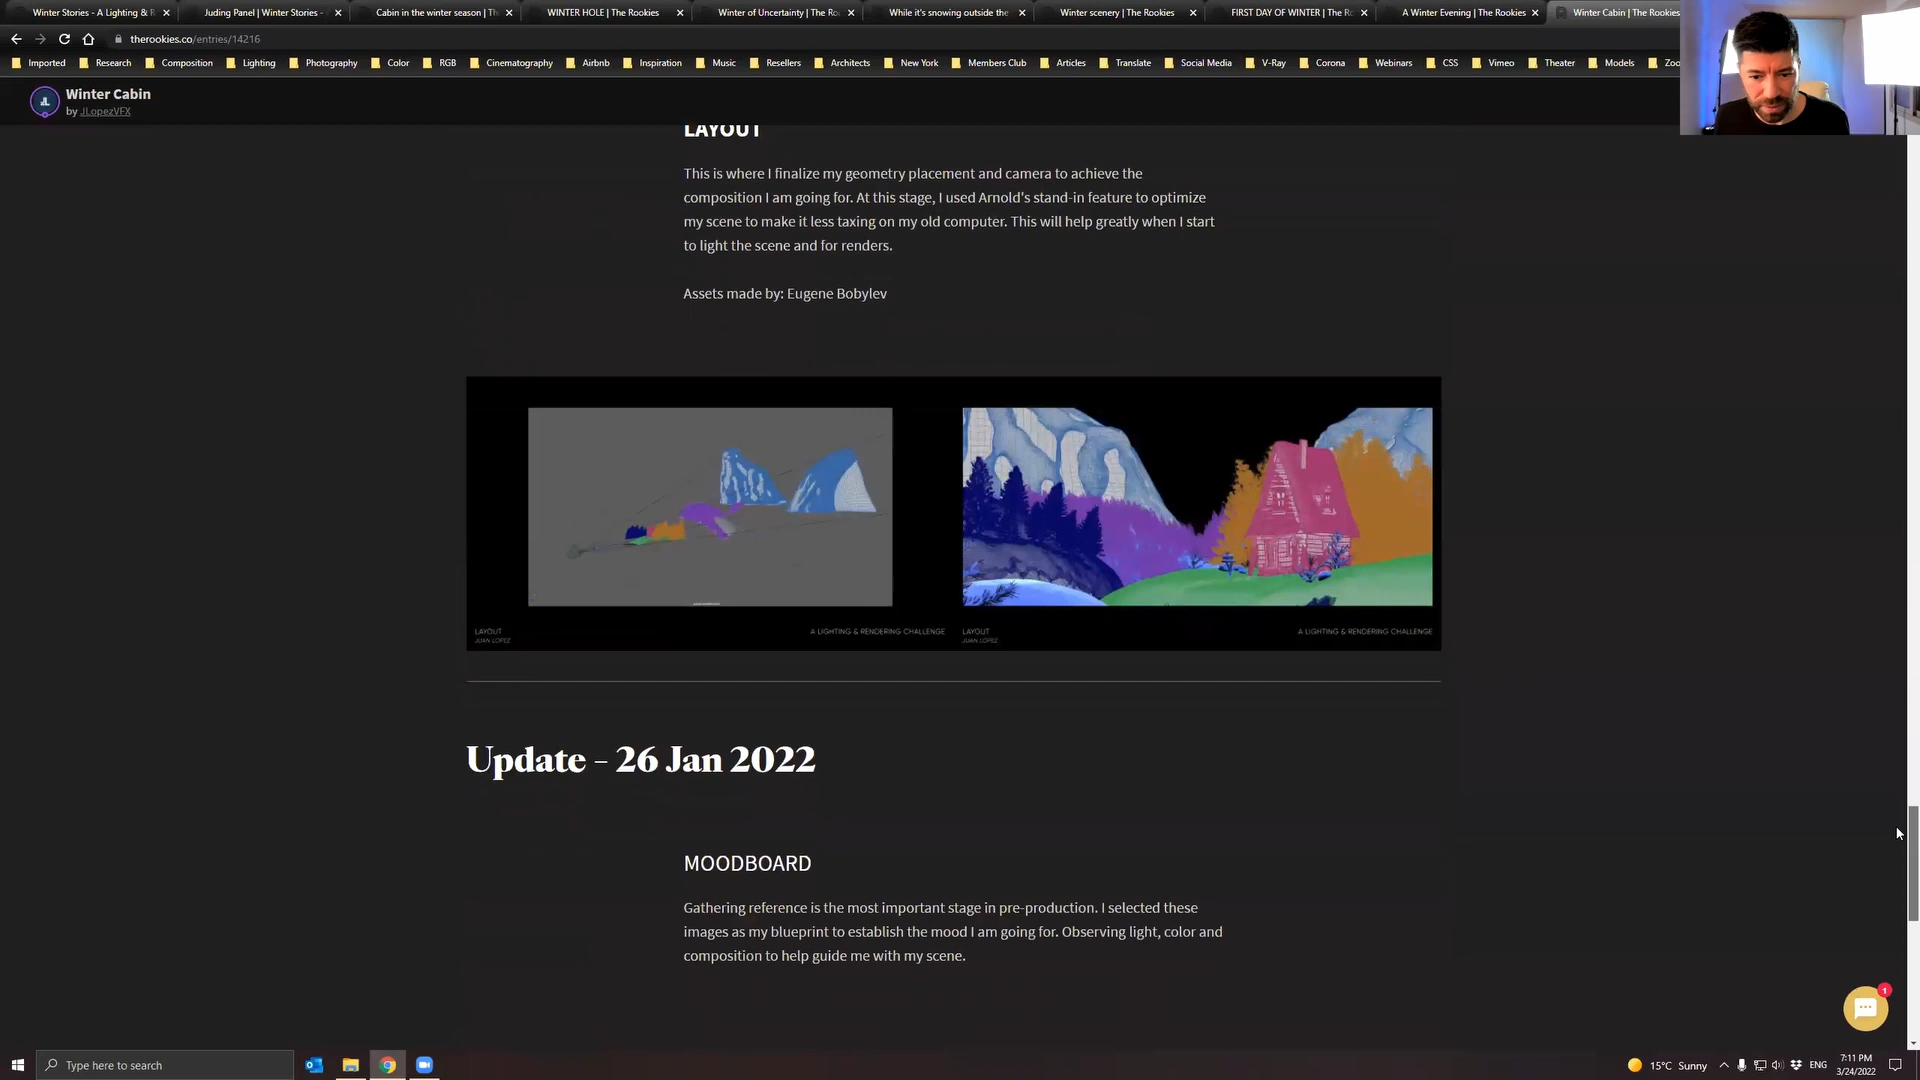 Winter Stories - A Lighting & R
Juding Panel | Winter Stories -
Cabin in the winter season | Th
WINTER HOLE | The Rookies
Winter of Uncertainty | The Ro
While it's snowing outside the
Winter scenery | The Rookies
FIRST DAY OF WINTER | The R
A Winter Evening | The Rookies
Winter Cabin | The Rookies
therookies.co/entries/14216
Imported
Research
Composition
Lighting
Photography
Color
RGB
Cinematography
Airbnb
Inspiration
Music
Resellers
Architects
New York
Members Club
Articles
Translate
Social Media
V-Ray
Corona
Webinars
CSS
Vimeo
Theater
Models
Zoo
Winter Cabin
by JLopezVFX
LAYOUT
This is where I finalize my geometry placement and camera to achieve the
composition I am going for. At this stage, I used Arnold's stand-in feature to optimize
my scene to make it less taxing on my old computer. This will help greatly when I start
to light the scene and for renders.
Assets made by: Eugene Bobylev
LAYOUT
JUAN LOPEZ
A LIGHTING & RENDERING CHALLENGE
LAYOUT
JUAN LOPEZ
A LIGHTING & RENDERING CHALLENGE
Update – 26 Jan 2022
MOODBOARD
Gathering reference is the most important stage in pre-production. I selected these
images as my blueprint to establish the mood I am going for. Observing light, color and
composition to help guide me with my scene.
1
Type here to search
15°C Sunny
ENG
7:11 PM
3/24/2022